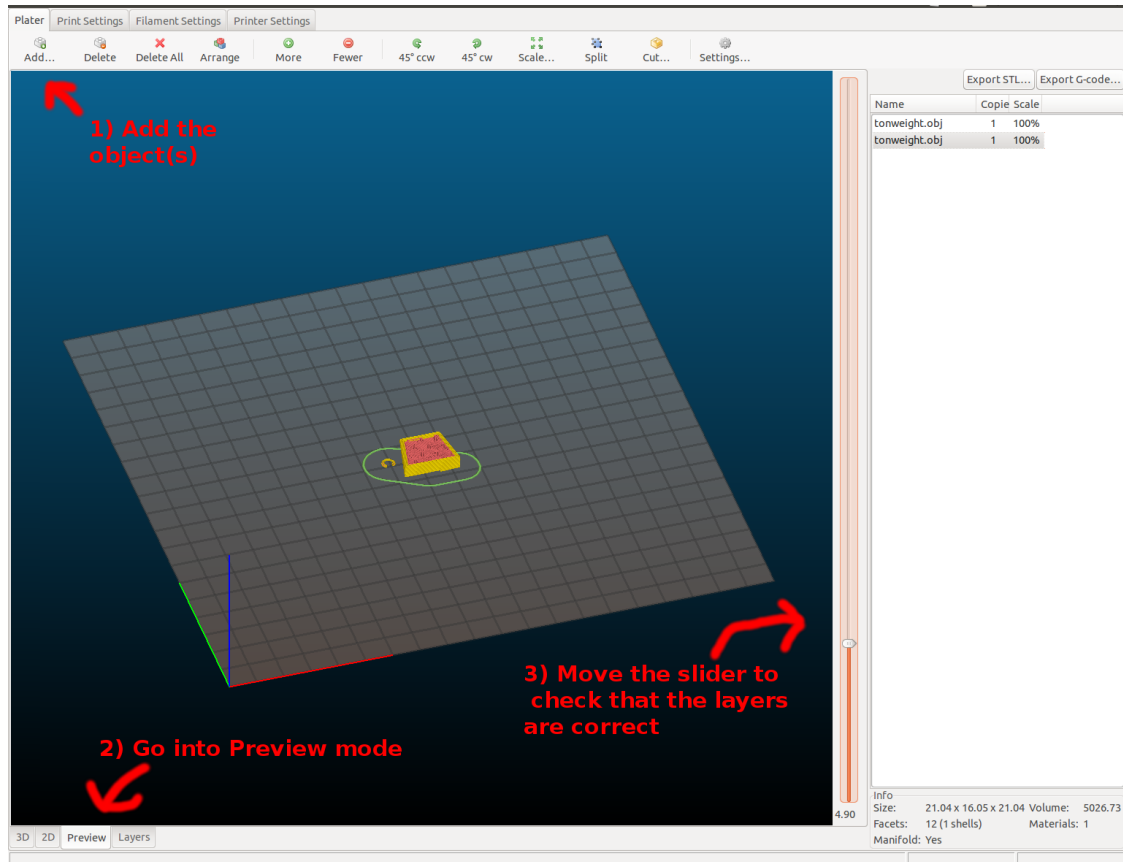 Plater Print Settings Filament Settings Printer Settings
Add... Delete Delete All Arrange More Fewer 45° ccw 45° cw Scale... Split Cut... Settings...
Export STL... Export G-code...
Name Copie Scale
tonweight.obj 1 100%
tonweight.obj 1 100%
1) Add the
object(s)
3) Move the slider to
check that the layers
are correct
2) Go into Preview mode
4.90
Info
Size: 21.04 x 16.05 x 21.04 Volume: 5026.73
Facets: 12 (1 shells) Materials: 1
Manifold: Yes
3D 2D Preview Layers